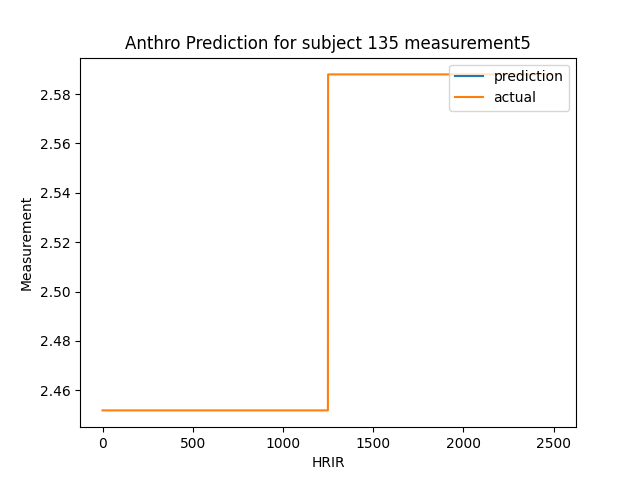 Anthro Prediction for subject 135 measurement5
prediction
actual
2.58
2.56
2.54
2.52
2.50
2.48
2.46
Measurement
0 500 1000 1500 2000 2500
HRIR